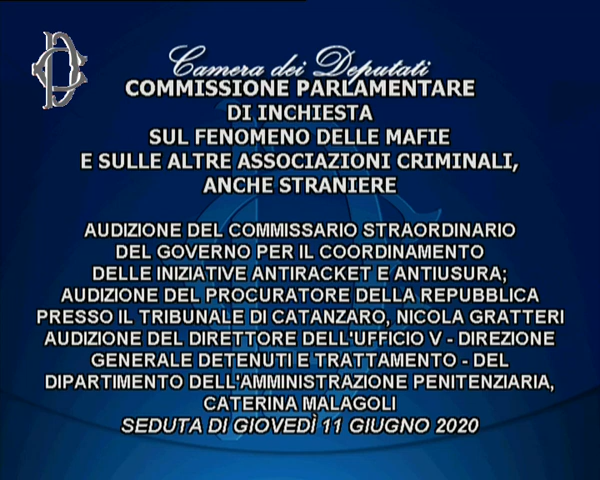 Camera dei Deputati
COMMISSIONE PARLAMENTARE
DI INCHIESTA
SUL FENOMENO DELLE MAFIE
E SULLE ALTRE ASSOCIAZIONI CRIMINALI,
ANCHE STRANIERE
AUDIZIONE DEL COMMISSARIO STRAORDINARIO
DEL GOVERNO PER IL COORDINAMENTO
DELLE INIZIATIVE ANTIRACKET E ANTIUSURA;
AUDIZIONE DEL PROCURATORE DELLA REPUBBLICA
PRESSO IL TRIBUNALE DI CATANZARO, NICOLA GRATTERI
AUDIZIONE DEL DIRETTORE DELL'UFFICIO V - DIREZIONE
GENERALE DETENUTI E TRATTAMENTO - DEL
DIPARTIMENTO DELL'AMMINISTRAZIONE PENITENZIARIA,
CATERINA MALAGOLI
SEDUTA DI GIOVEDÌ 11 GIUGNO 2020